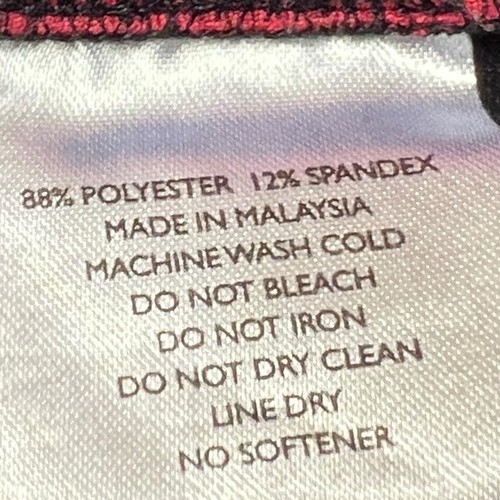 88% POLYESTER 12% SPANDEX
MADE IN MALAYSIA
MACHINE WASH COLD
DO NOT BLEACH
DO NOT IRON
DO NOT DRY CLEAN
LINE DRY
NO SOFTENER